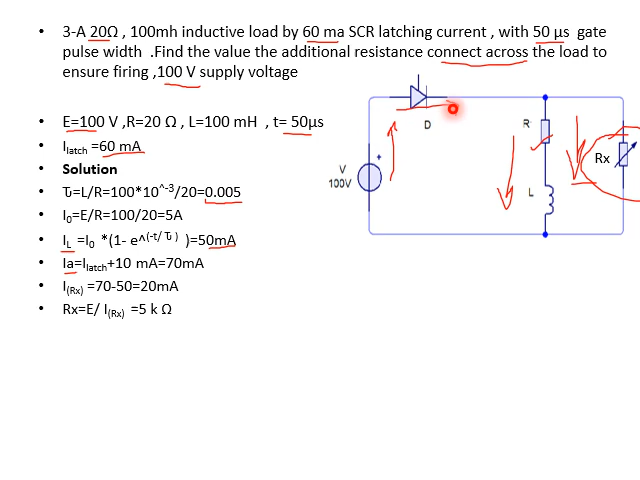 • 3-A 20Ω , 100mh inductive load by 60 ma SCR latching current , with 50 µs gate
pulse width .Find the value the additional resistance connect across the load to
ensure firing ,100 V supply voltage
• E=100 V ,R=20 Ω , L=100 mH , t= 50µs
• Ilatch =60 mA
• Solution
• Ʊ=L/R=100*10^-3/20=0.005
• I0=E/R=100/20=5A
• IL =I0 *(1- e^(-t/ Ʊ ) )=50mA
• Ia=Ilatch+10 mA=70mA
• I(Rx) =70-50=20mA
• Rx=E/ I(Rx) =5 k Ω
D
R
Rx
V
100V
+
L